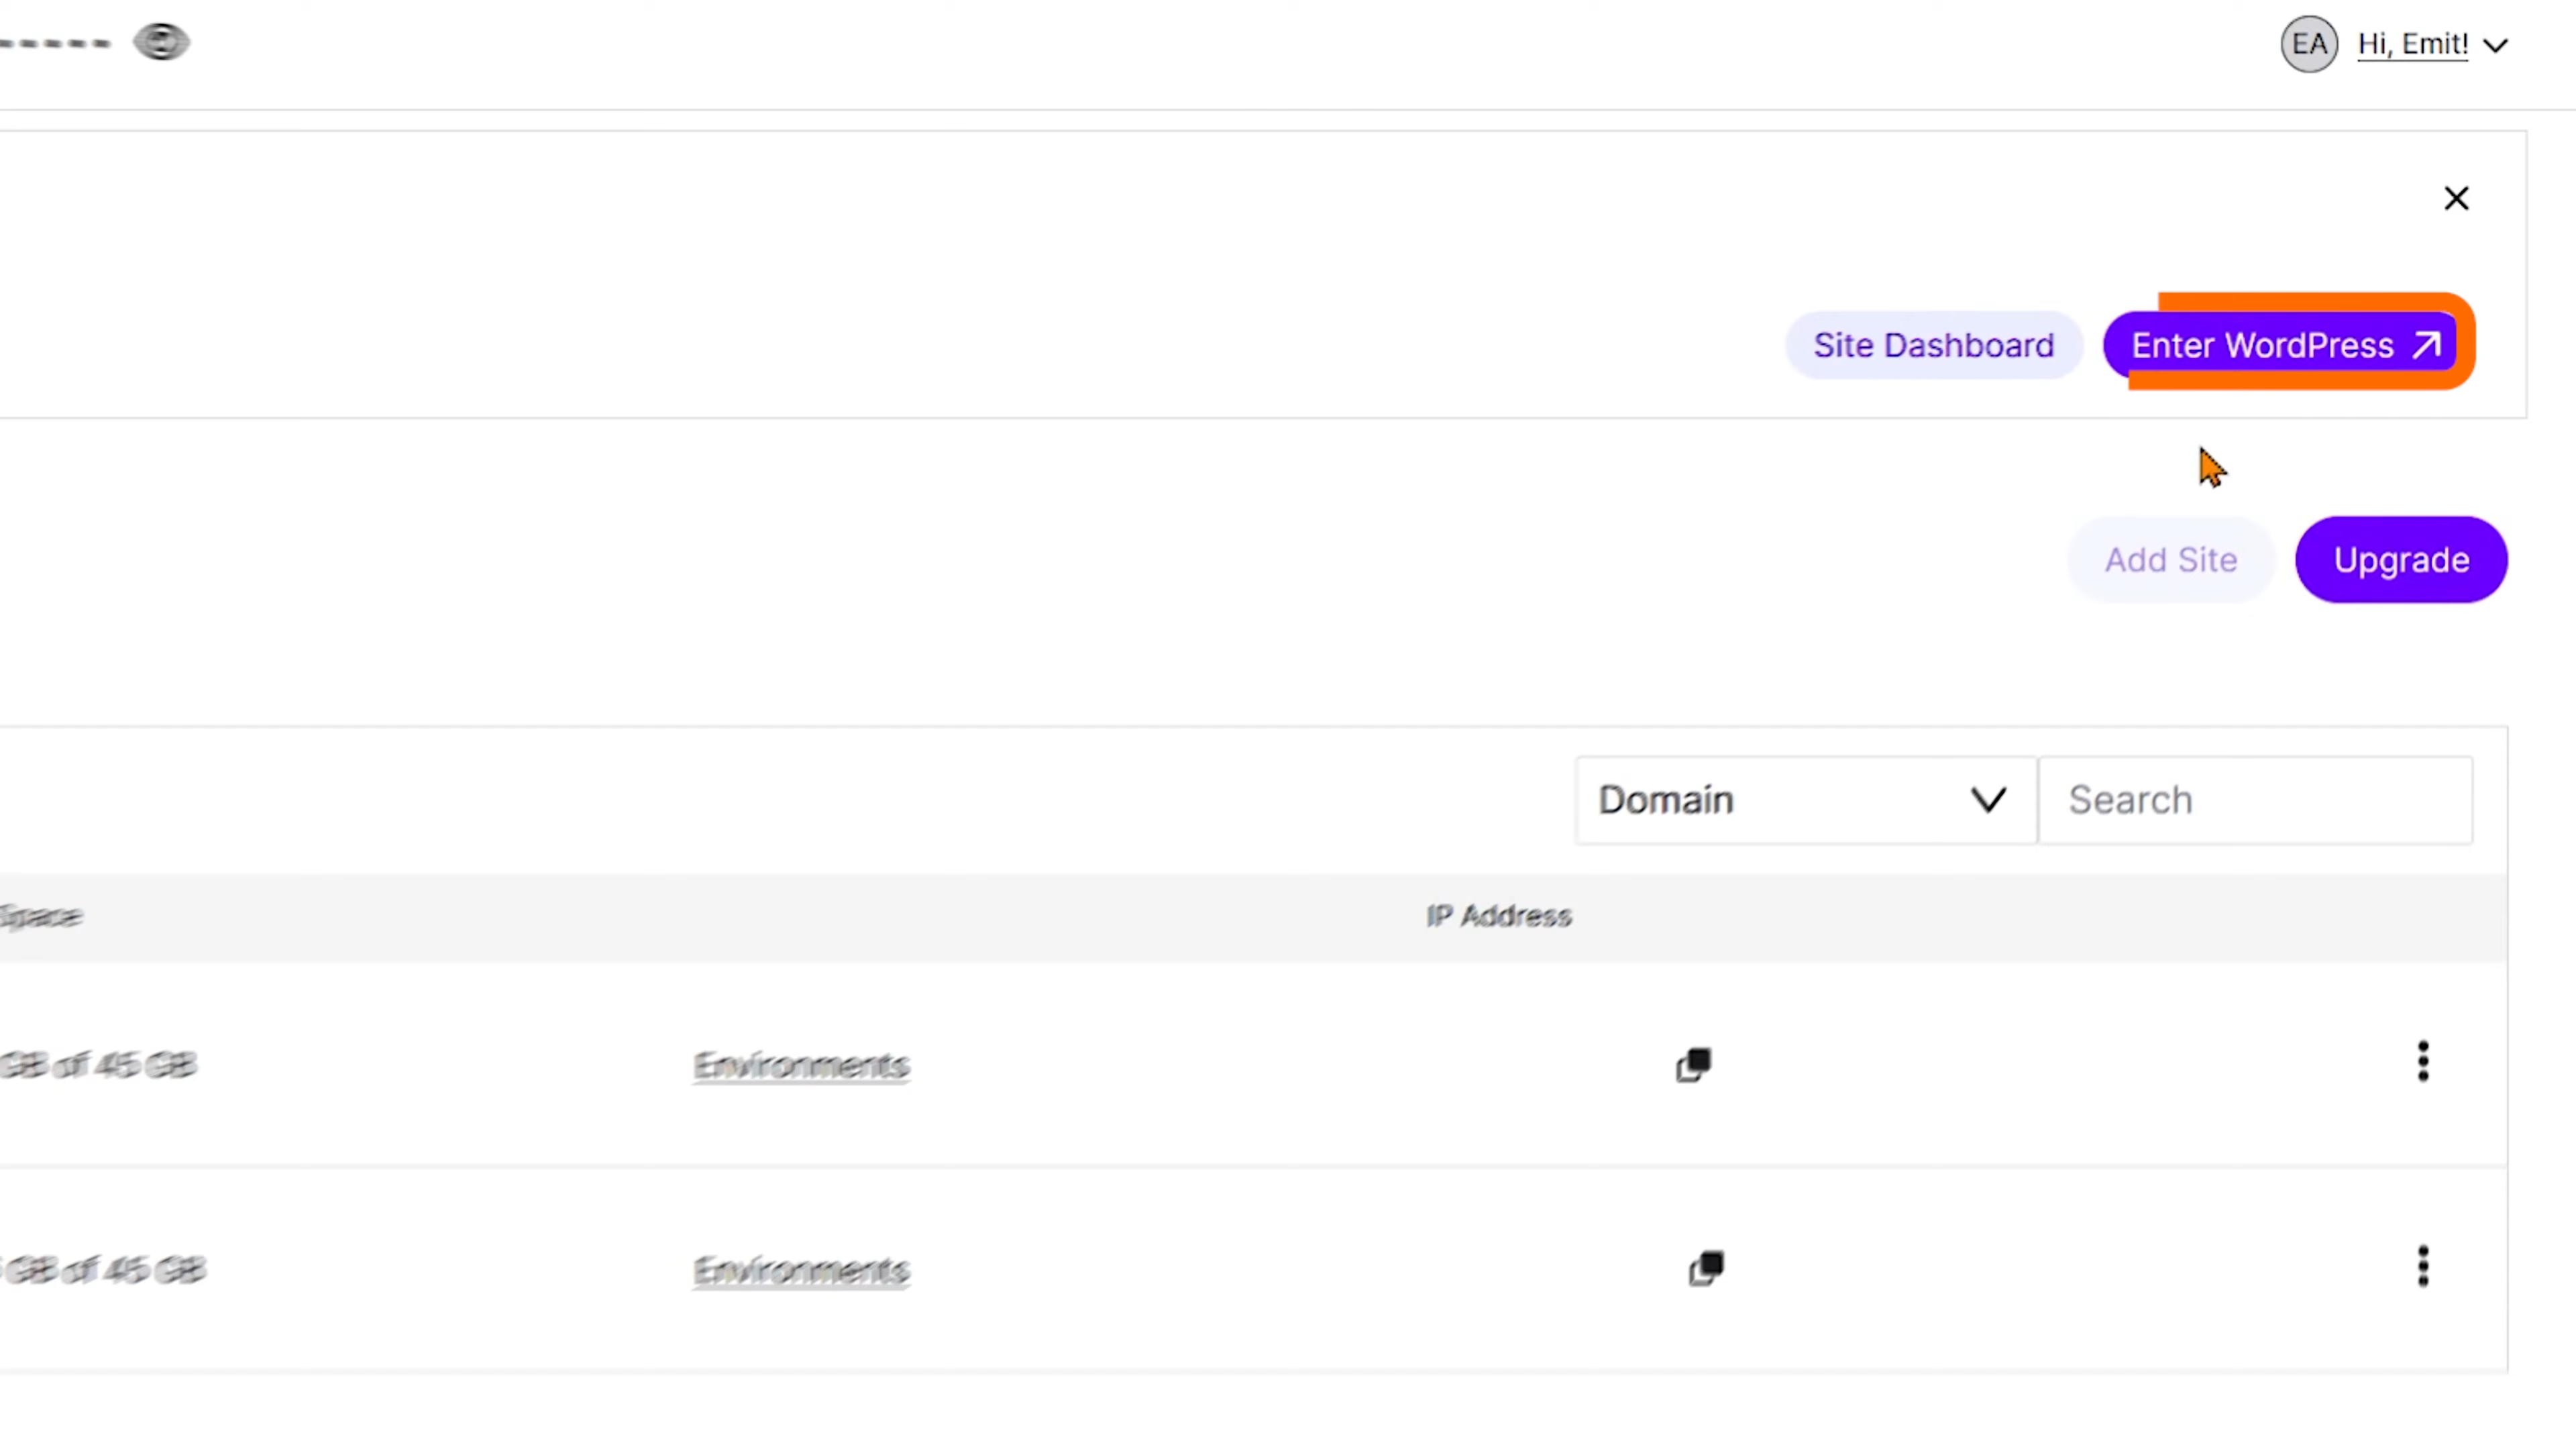 EA Hi, Emit!
Site Dashboard Enter WordPress
Add Site Upgrade
Domain Search
Space IP Address
GB of 45 GB Environments
GB of 45 GB Environments